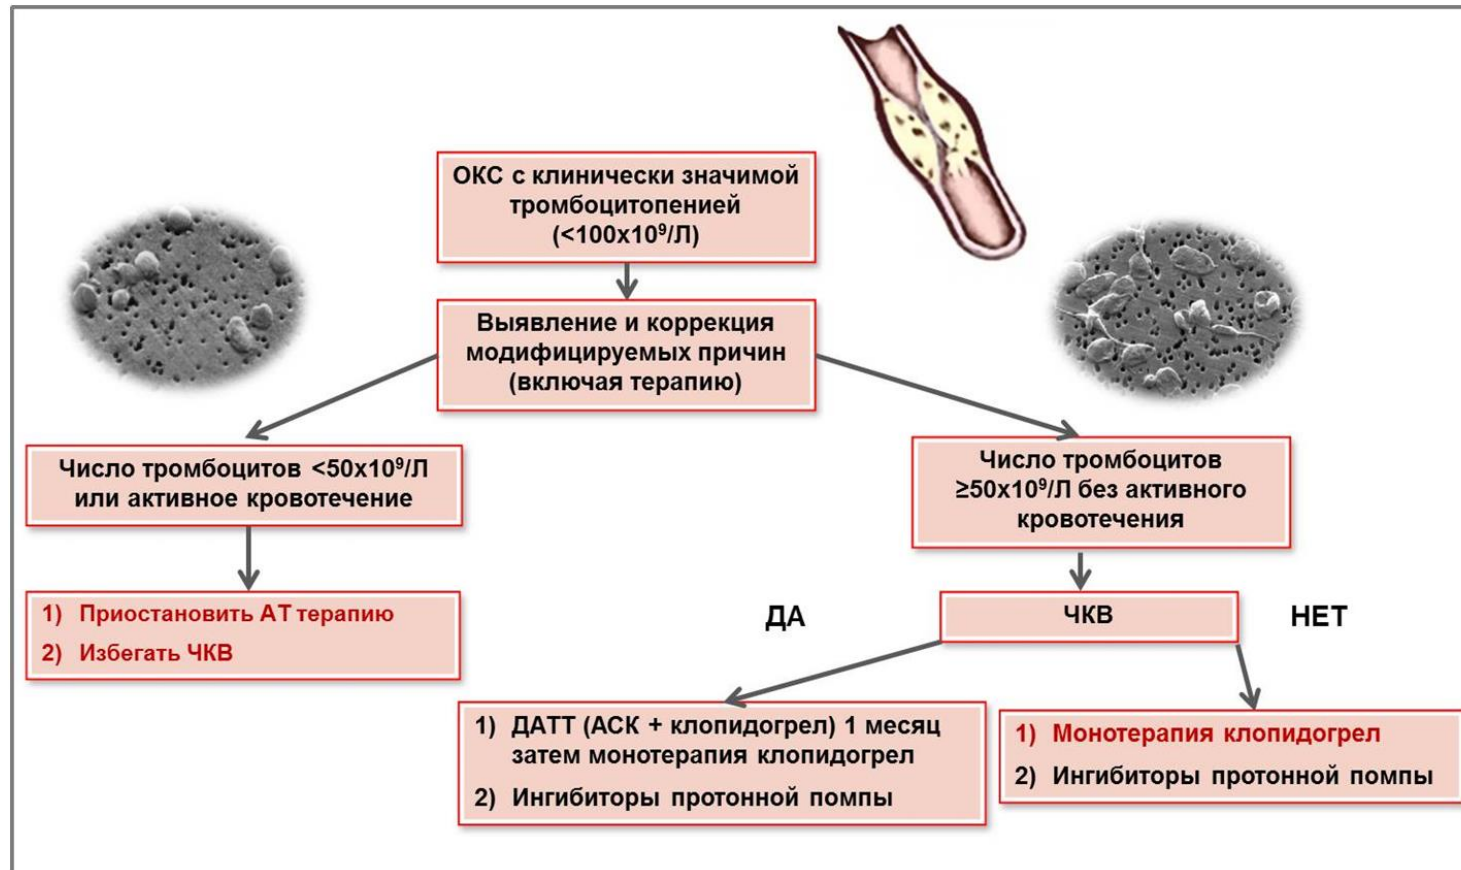 ОКС с клинически значимой
тромбоцитопенией
(<100x10⁹/Л)
Выявление и коррекция
модифицируемых причин
(включая терапию)
Число тромбоцитов <50x10⁹/Л
или активное кровотечение
Число тромбоцитов
≥50x10⁹/Л без активного
кровотечения
1) Приостановить АТ терапию
2) Избегать ЧКВ
ДА
ЧКВ
НЕТ
1) ДАТТ (АСК + клопидогрел) 1 месяц
затем монотерапия клопидогрел
2) Ингибиторы протонной помпы
1) Монотерапия клопидогрел
2) Ингибиторы протонной помпы